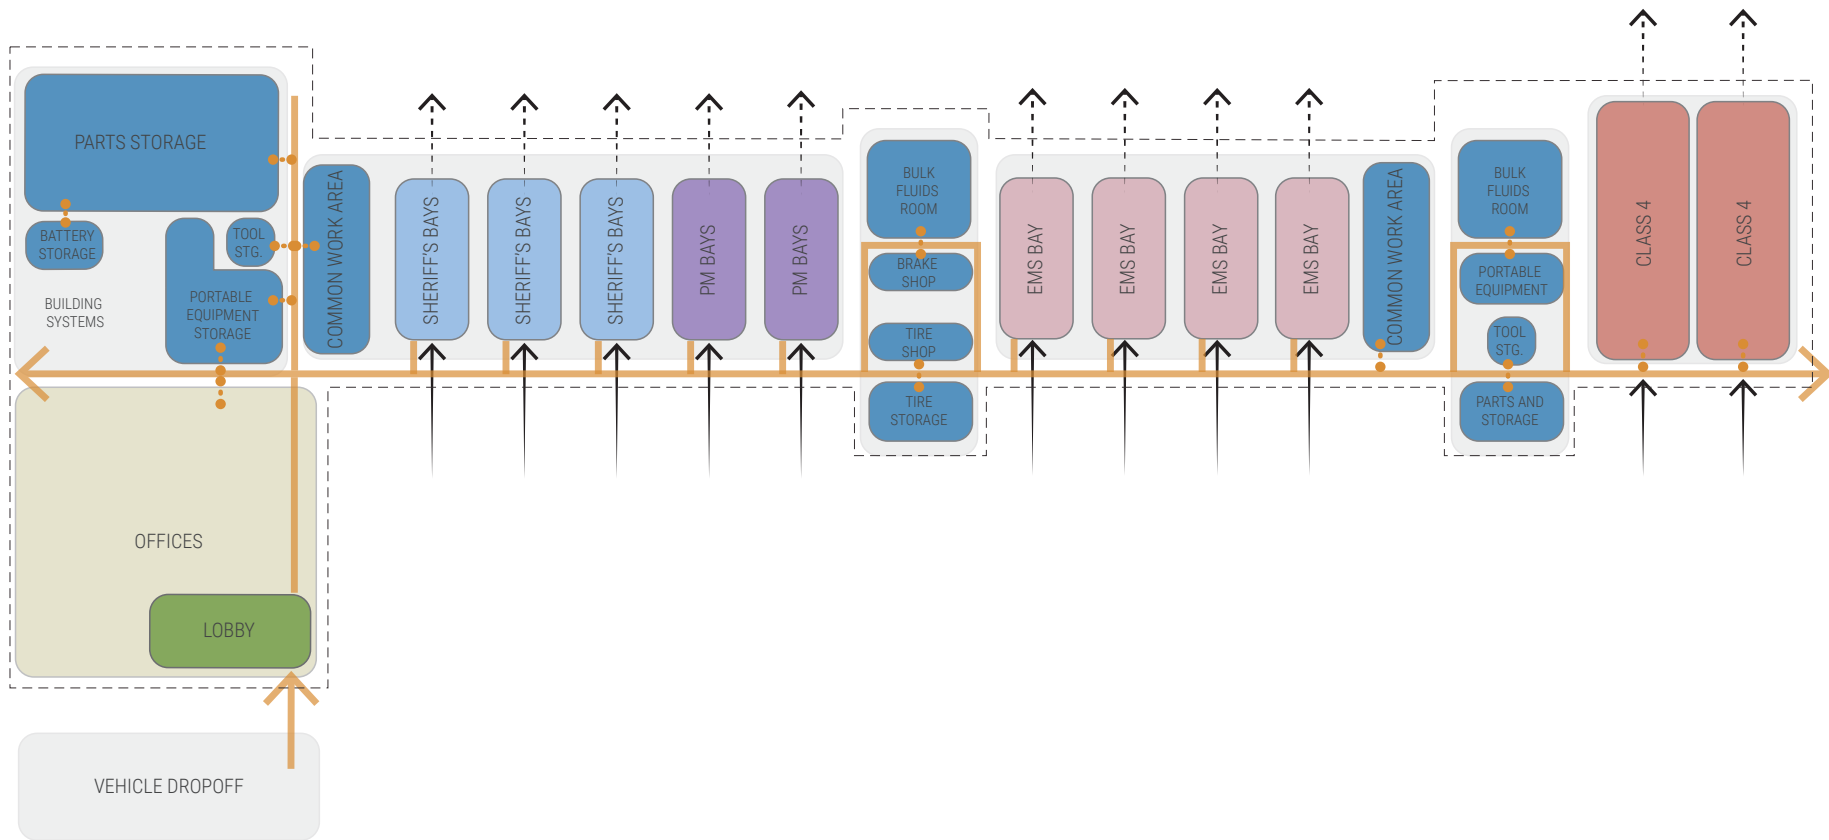 PARTS STORAGE
BATTERY
STORAGE
TOOL
STG.
BUILDING
SYSTEMS
PORTABLE
EQUIPMENT
STORAGE
COMMON WORK AREA
SHERIFF'S BAYS
SHERIFF'S BAYS
SHERIFF'S BAYS
PM BAYS
PM BAYS
BULK
FLUIDS
ROOM
BRAKE
SHOP
TIRE
SHOP
TIRE
STORAGE
EMS BAY
EMS BAY
EMS BAY
EMS BAY
COMMON WORK AREA
BULK
FLUIDS
ROOM
PORTABLE
EQUIPMENT
TOOL
STG.
PARTS AND
STORAGE
CLASS 4
CLASS 4
OFFICES
LOBBY
VEHICLE DROPOFF